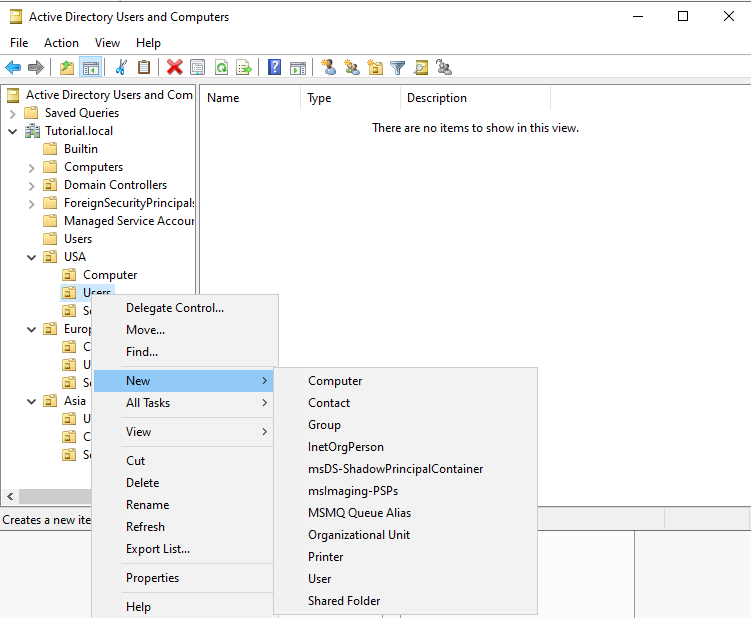 Active Directory Users and Computers
File Action View Help
Active Directory Users and Com
Saved Queries
Tutorial.local
Builtin
Computers
Domain Controllers
ForeignSecurityPrincipals
Managed Service Accour
Users
USA
Computer
Users
S
Europ
C
U
S
Asia
U
C
S
Creates a new ite
Name Type Description
There are no items to show in this view.
Delegate Control...
Move...
Find...
New
All Tasks
View
Cut
Delete
Rename
Refresh
Export List...
Properties
Help
Computer
Contact
Group
InetOrgPerson
msDS-ShadowPrincipalContainer
msImaging-PSPs
MSMQ Queue Alias
Organizational Unit
Printer
User
Shared Folder